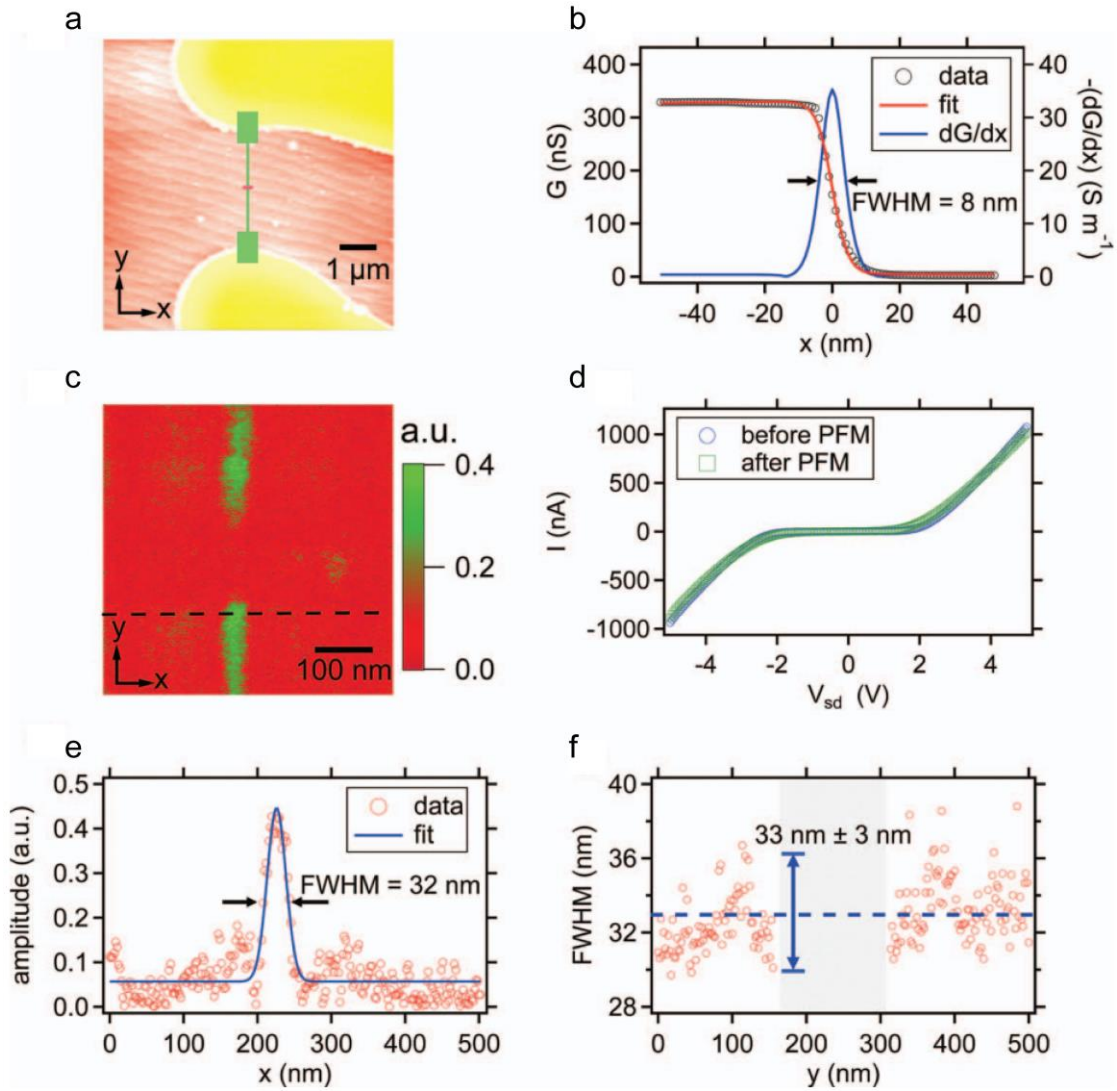 a
y
x
1 μm
b
400
300
200
100
0
G (nS)
data
fit
dG/dx
FWHM = 8 nm
40
30
20
10
0
-(dG/dx) (S m⁻¹)
-40 -20 0 20 40
x (nm)
c
a.u.
0.4
0.2
0.0
y
x
100 nm
d
before PFM
after PFM
1000
500
0
-500
-1000
I (nA)
-4 -2 0 2 4
Vsd (V)
e
0.5
0.4
0.3
0.2
0.1
0.0
amplitude (a.u.)
data
fit
FWHM = 32 nm
0 100 200 300 400 500
x (nm)
f
40
36
32
28
FWHM (nm)
33 nm ± 3 nm
0 100 200 300 400 500
y (nm)